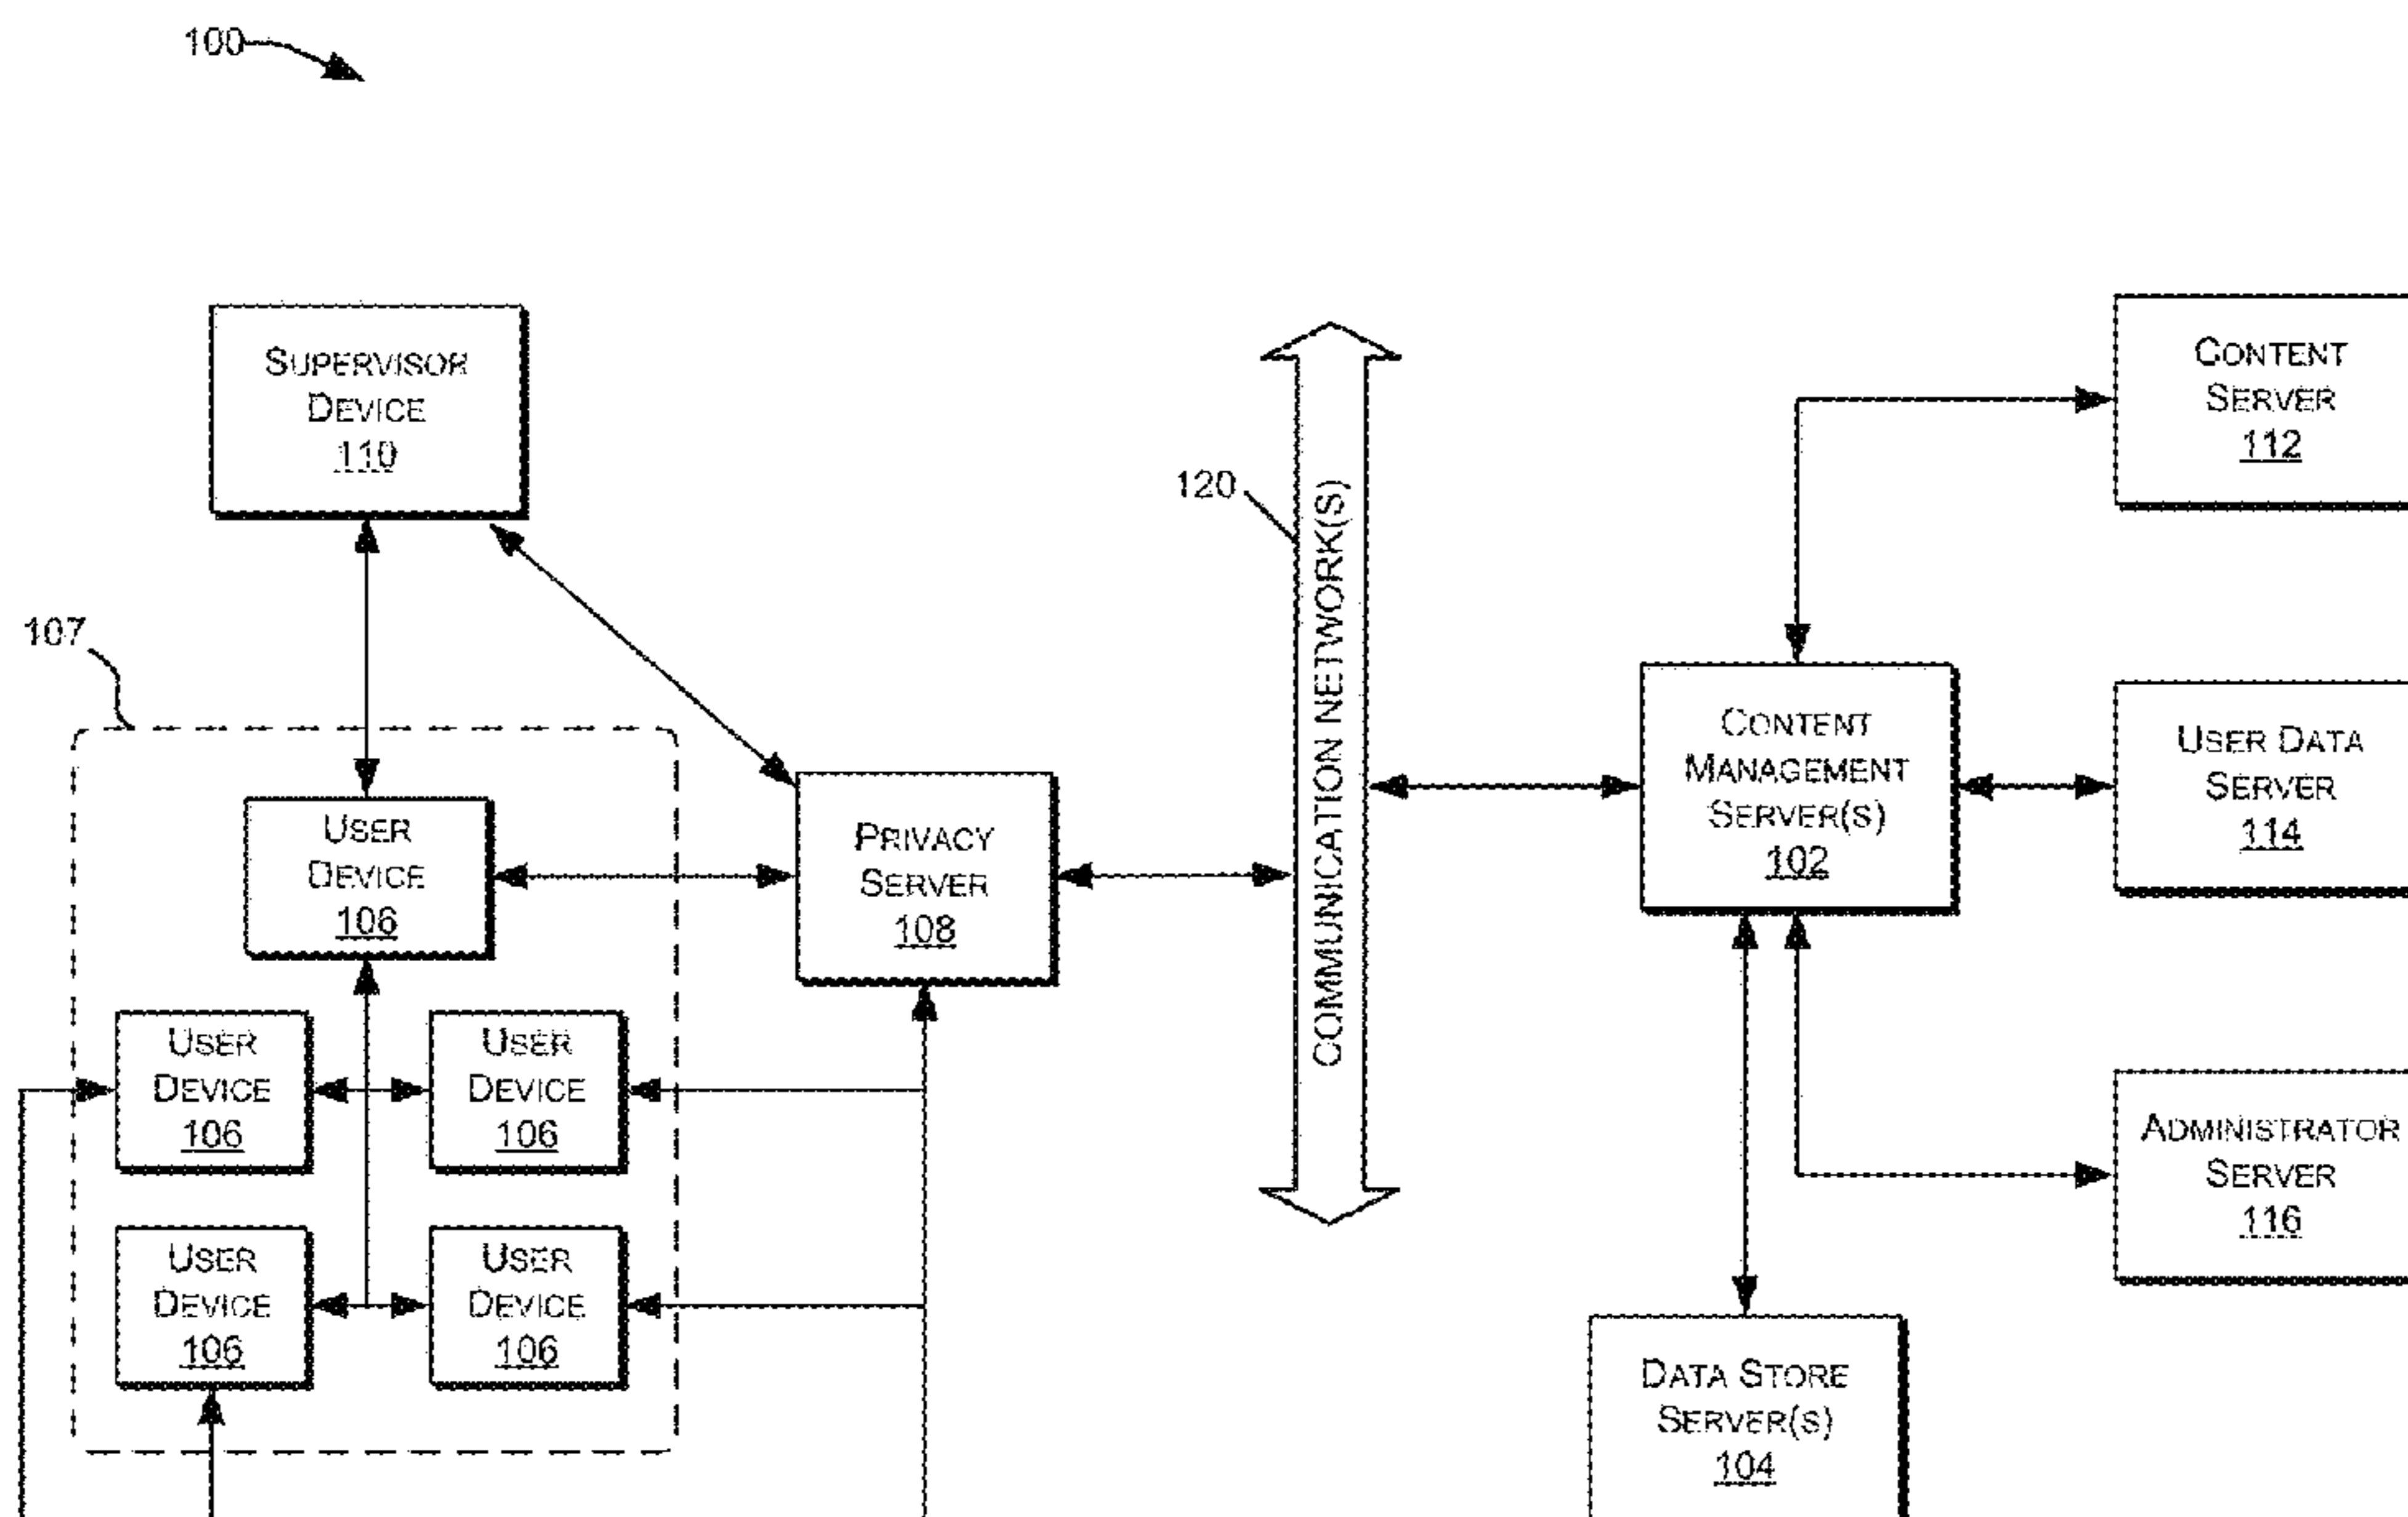 100
SUPERVISOR
DEVICE
110
107
USER
DEVICE
106
USER
DEVICE
106
USER
DEVICE
106
USER
DEVICE
106
USER
DEVICE
106
PRIVACY
SERVER
108
120
COMMUNICATION NETWORK(S)
CONTENT
MANAGEMENT
SERVER(S)
102
CONTENT
SERVER
112
USER DATA
SERVER
114
ADMINISTRATOR
SERVER
116
DATA STORE
SERVER(S)
104